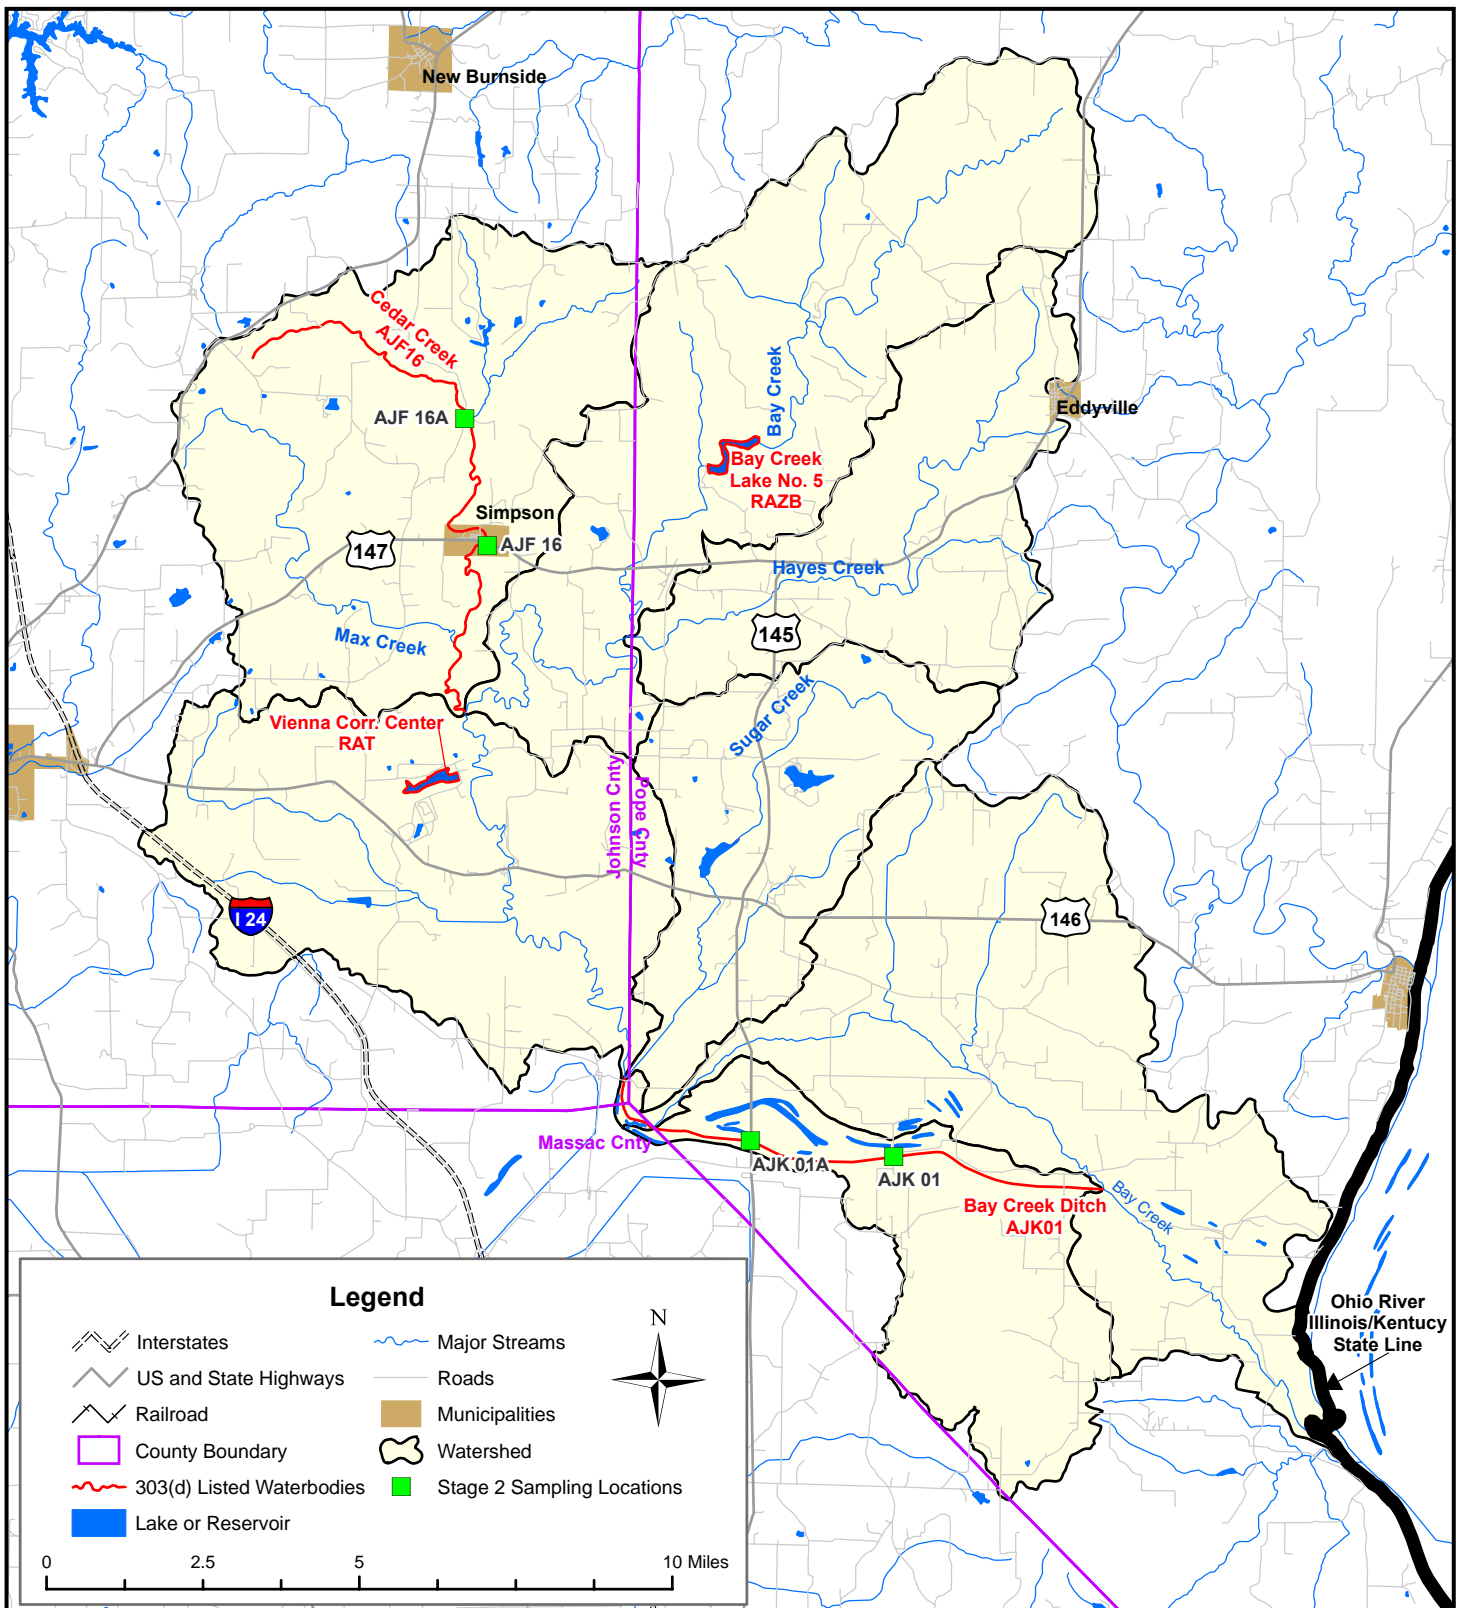 New Burnside
Cedar Creek
AJF16
AJF 16A
Bay Creek
Eddyville
Bay Creek
Lake No. 5
RAZB
Simpson
AJF 16
147
Hayes Creek
145
Max Creek
Sugar Creek
Vienna Corr. Center
RAT
Johnson Cnty
Pope Cnty
I 24
146
Massac Cnty
AJK 01A
AJK 01
Bay Creek Ditch
AJK01
Bay Creek
Ohio River
Illinois/Kentucy
State Line
Legend
Interstates
US and State Highways
Railroad
County Boundary
303(d) Listed Waterbodies
Lake or Reservoir
Major Streams
Roads
Municipalities
Watershed
Stage 2 Sampling Locations
N
0 2.5 5 10 Miles